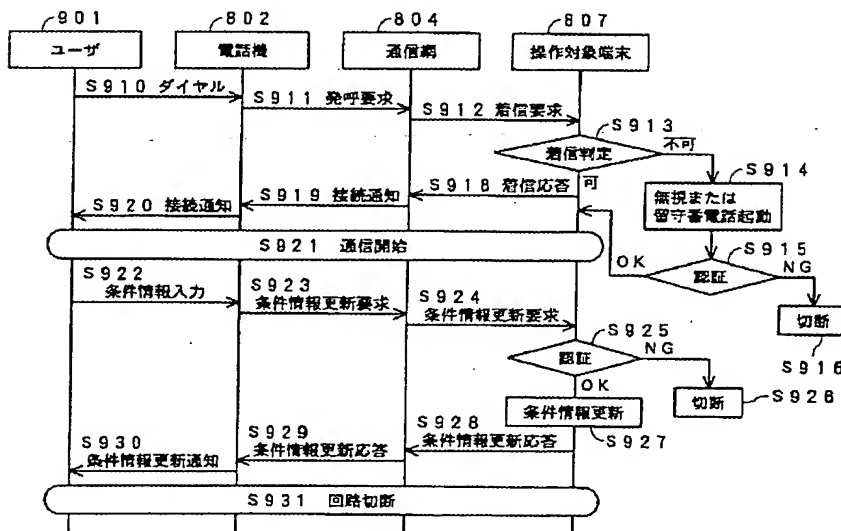 901
802
804
807
ユーザ
電話機
通信網
操作対象端末
S910 ダイヤル
S911 発呼要求
S912 着信要求
S913
着信判定
不可
S914
無視または
留守番電話起動
可
S918 着信応答
S919 接続通知
S920 接続通知
S915
認証
OK
NG
切断
S916
S921 通信開始
S922
条件情報入力
S923
条件情報更新要求
S924
条件情報更新要求
S925
認証
NG
OK
切断
S926
条件情報更新
S927
S928
条件情報更新応答
S929
条件情報更新応答
S930
条件情報更新通知
S931 回路切断